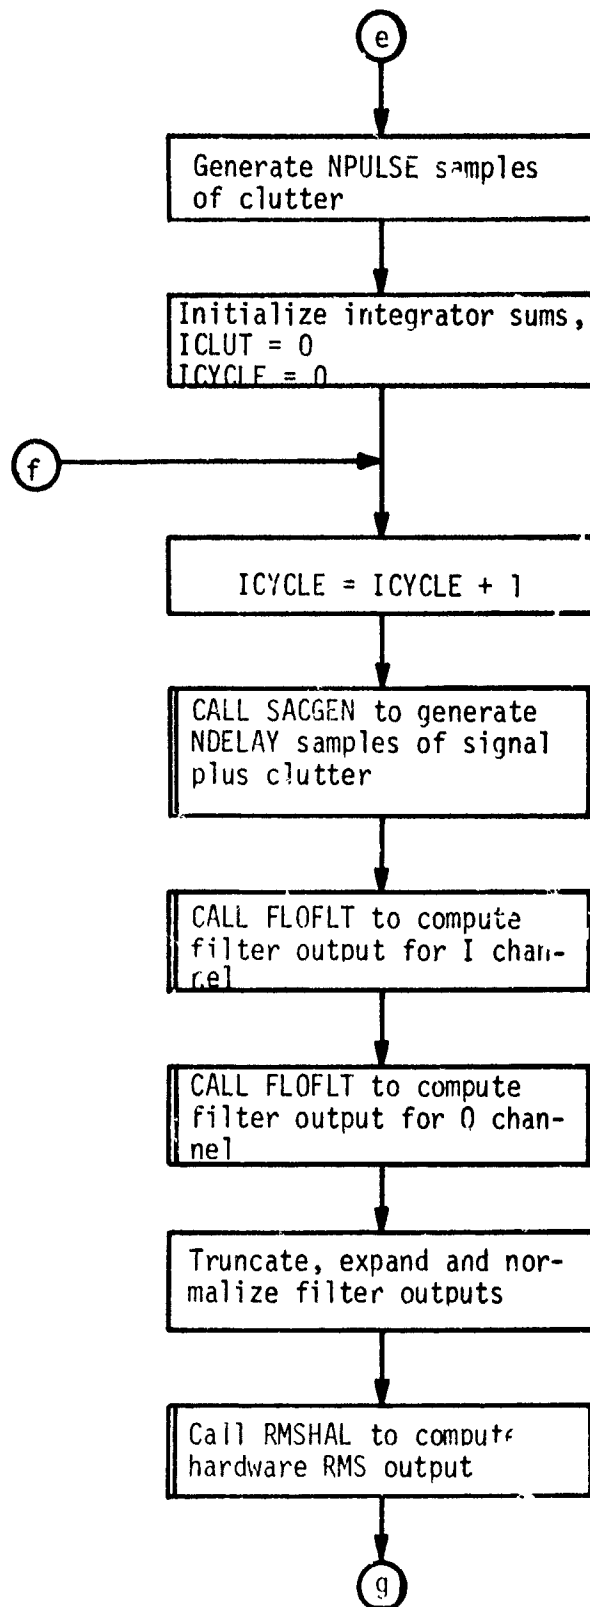 e
Generate NPULSE samples
of clutter
Initialize integrator sums,
ICLUT = 0
ICYCLE = 0
f
ICYCLE = ICYCLE + 1
CALL SACGEN to generate
NDELAY samples of signal
plus clutter
CALL FLOFLT to compute
filter output for I chan-
nel
CALL FLOFLT to compute
filter output for Q chan-
nel
Truncate, expand and nor-
malize filter outputs
Call RMSHAL to compute
hardware RMS output
g